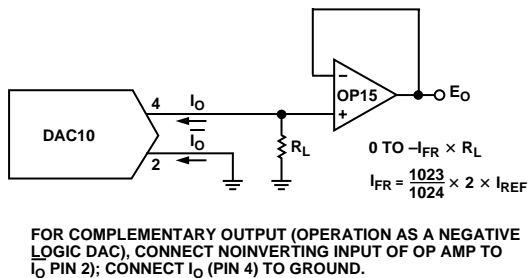 OP15
−
+
E_O
4
I_O
DAC10
I̅_O
2
R_L
0 TO –I_FR × R_L
I_FR = 1023/1024 × 2 × I_REF
FOR COMPLEMENTARY OUTPUT (OPERATION AS A NEGATIVE
LOGIC DAC), CONNECT NOINVERTING INPUT OF OP AMP TO
I̅_O PIN 2); CONNECT I_O (PIN 4) TO GROUND.